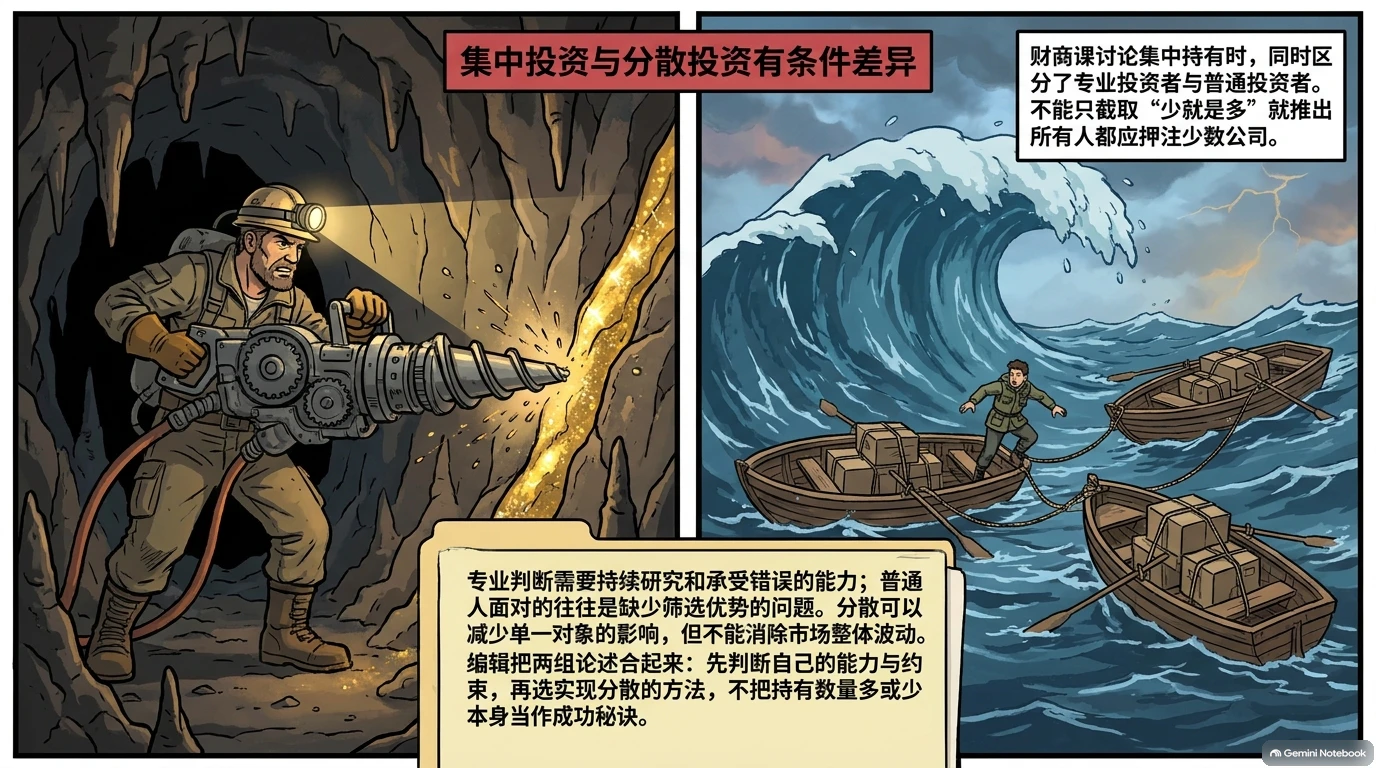 集中投资与分散投资有条件差异
财商课讨论集中持有时，同时区
分了专业投资者与普通投资者。
不能只截取“少就是多”就推出
所有人都应押注少数公司。
专业判断需要持续研究和承受错误的能力；普通
人面对的往往是缺少筛选优势的问题。分散可以
减少单一对象的影响，但不能消除市场整体波动。
编辑把两组论述合起来：先判断自己的能力与约
束，再选实现分散的方法，不把持有数量多或少
本身当作成功秘诀。
Gemini Notebook